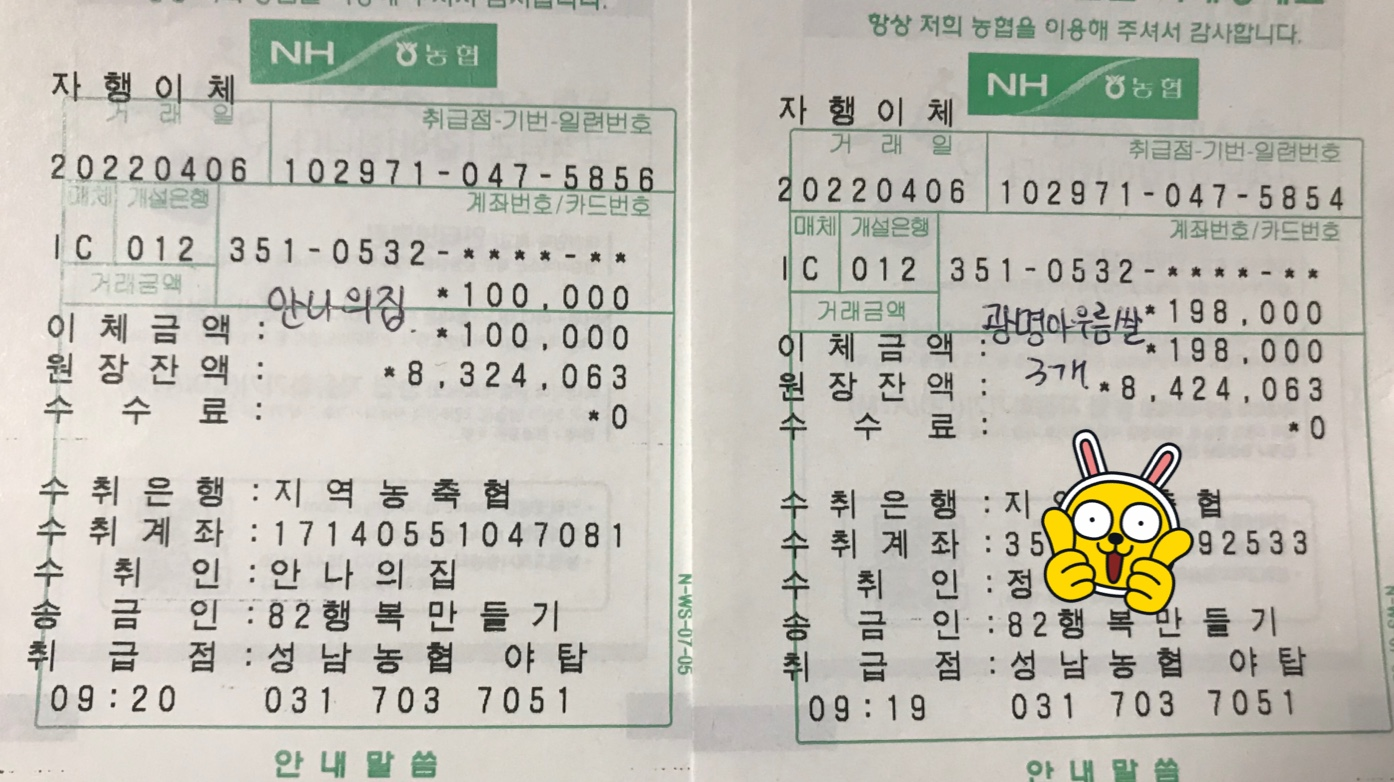 NH 농협
자행이체
거래일 취급점-기번-일련번호
20220406 102971-047-5856
매체 개설은행 계좌번호/카드번호
IC 012 351-0532-****-**
거래금액 안나의집 *100,000
이체금액: *100,000
원장잔액: *8,324,063
수수료: *0
수취은행:지역농축협
수취계좌:17140551047081
수취인:안나의집
송금인:82행복만들기
취급점:성남농협 야탑
09:20 031 703 7051
N-WS-07-05
안내말씀
항상 저희 농협을 이용해 주셔서 감사합니다.
NH 농협
자행이체
거래일 취급점-기번-일련번호
20220406 102971-047-5854
매체 개설은행 계좌번호/카드번호
IC 012 351-0532-****-**
거래금액 광명아우름쌀 *198,000
이체금액: *198,000
3개
원장잔액: *8,424,063
수수료: *0
수취은행:지 협
수취계좌:35 92533
수취인:정
송금인:82행복만들기
취급점:성남농협 야탑
09:19 031 703 7051
안내말씀